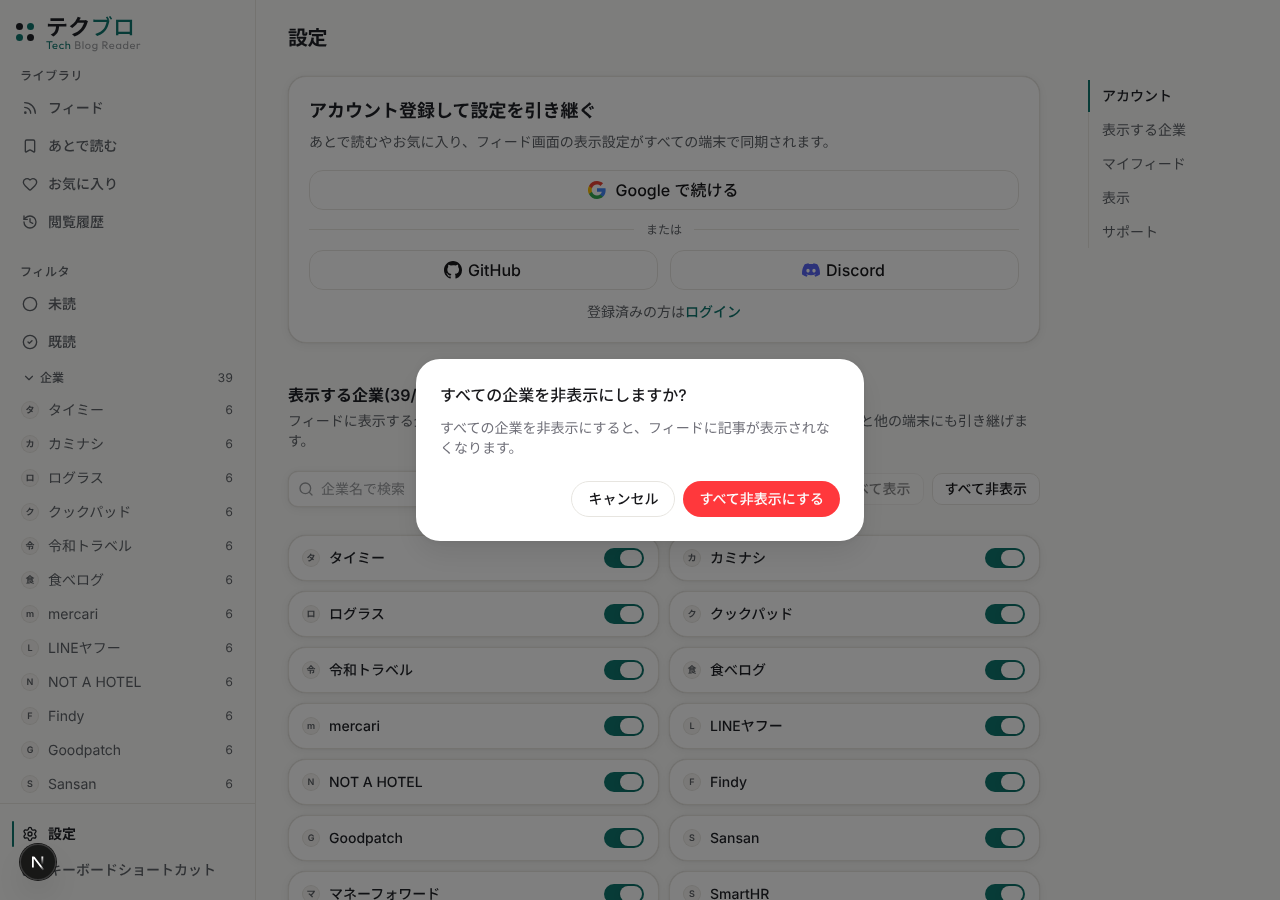 テクブロ
Tech Blog Reader
ライブラリ
フィード
あとで読む
お気に入り
閲覧履歴
フィルタ
未読
既読
企業 39
タ タイミー 6
カ カミナシ 6
ロ ログラス 6
ク クックパッド 6
令 令和トラベル 6
食 食べログ 6
m mercari 6
L LINEヤフー 6
N NOT A HOTEL 6
F Findy 6
G Goodpatch 6
S Sansan 6
設定
N
キーボードショートカット
設定
アカウント登録して設定を引き継ぐ
あとで読むやお気に入り、フィード画面の表示設定がすべての端末で同期されます。
Google で続ける
または
GitHub
Discord
登録済みの方はログイン
表示する企業(39/
フィードに表示する
と他の端末にも引き継げま
す。
企業名で検索
て表示
すべて非表示
タ タイミー
カ カミナシ
ロ ログラス
ク クックパッド
令 令和トラベル
食 食べログ
m mercari
L LINEヤフー
N NOT A HOTEL
F Findy
G Goodpatch
S Sansan
マ マネーフォワード
S SmartHR
すべての企業を非表示にしますか?
すべての企業を非表示にすると、フィードに記事が表示されな
くなります。
キャンセル
すべて非表示にする
アカウント
表示する企業
マイフィード
表示
サポート